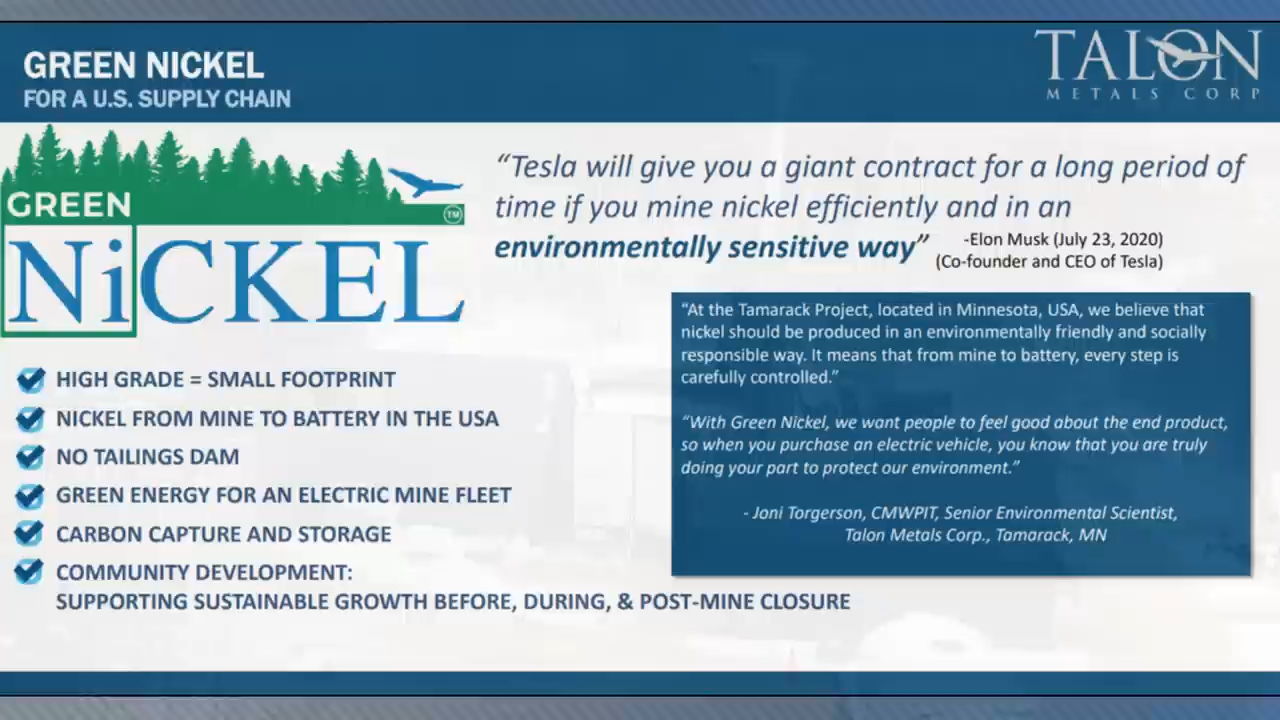 GREEN NICKEL
FOR A U.S. SUPPLY CHAIN
TALON
METALS CORP
GREEN
TM
NiCKEL
“Tesla will give you a giant contract for a long period of
time if you mine nickel efficiently and in an
environmentally sensitive way”
-Elon Musk (July 23, 2020)
(Co-founder and CEO of Tesla)
HIGH GRADE = SMALL FOOTPRINT
NICKEL FROM MINE TO BATTERY IN THE USA
NO TAILINGS DAM
GREEN ENERGY FOR AN ELECTRIC MINE FLEET
CARBON CAPTURE AND STORAGE
COMMUNITY DEVELOPMENT:
SUPPORTING SUSTAINABLE GROWTH BEFORE, DURING, & POST-MINE CLOSURE
“At the Tamarack Project, located in Minnesota, USA, we believe that
nickel should be produced in an environmentally friendly and socially
responsible way. It means that from mine to battery, every step is
carefully controlled.”
“With Green Nickel, we want people to feel good about the end product,
so when you purchase an electric vehicle, you know that you are truly
doing your part to protect our environment.”
- Joni Torgerson, CMWPIT, Senior Environmental Scientist,
Talon Metals Corp., Tamarack, MN